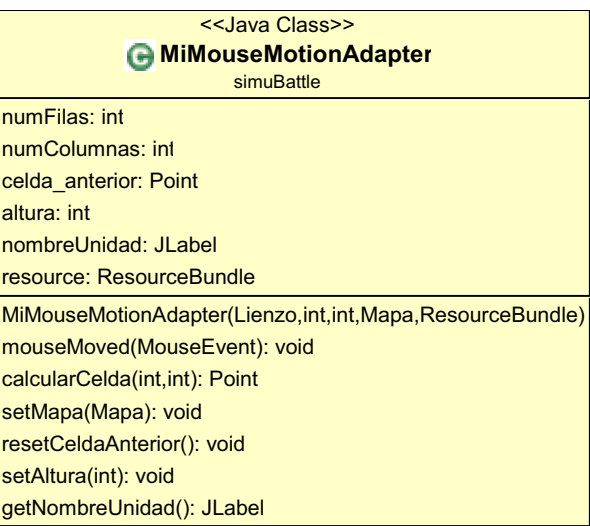 <<Java Class>>
C MiMouseMotionAdapter
simuBattle
numFilas: int
numColumnas: int
celda_anterior: Point
altura: int
nombreUnidad: JLabel
resource: ResourceBundle
MiMouseMotionAdapter(Lienzo,int,int,Mapa,ResourceBundle)
mouseMoved(MouseEvent): void
calcularCelda(int,int): Point
setMapa(Mapa): void
resetCeldaAnterior(): void
setAltura(int): void
getNombreUnidad(): JLabel